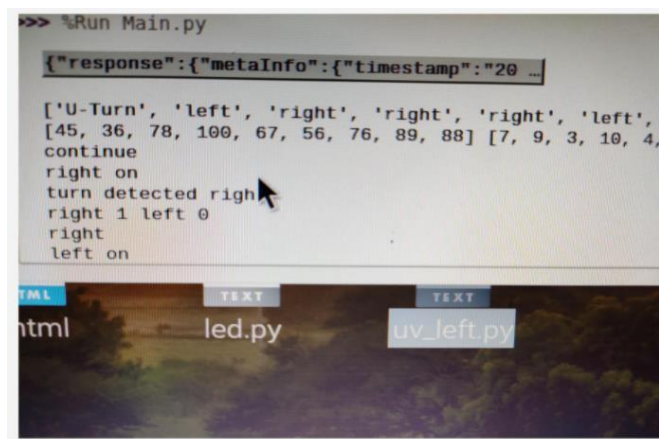 >>> %Run Main.py
{"response":{"metaInfo":{"timestamp":"20 …
['U-Turn', 'left', 'right', 'right', 'right', 'left',
[45, 36, 78, 100, 67, 56, 76, 89, 88] [7, 9, 3, 10, 4,
continue
right on
turn detected righ
right 1 left 0
right
left on
TML TEXT TEXT
html led.py uv_left.py